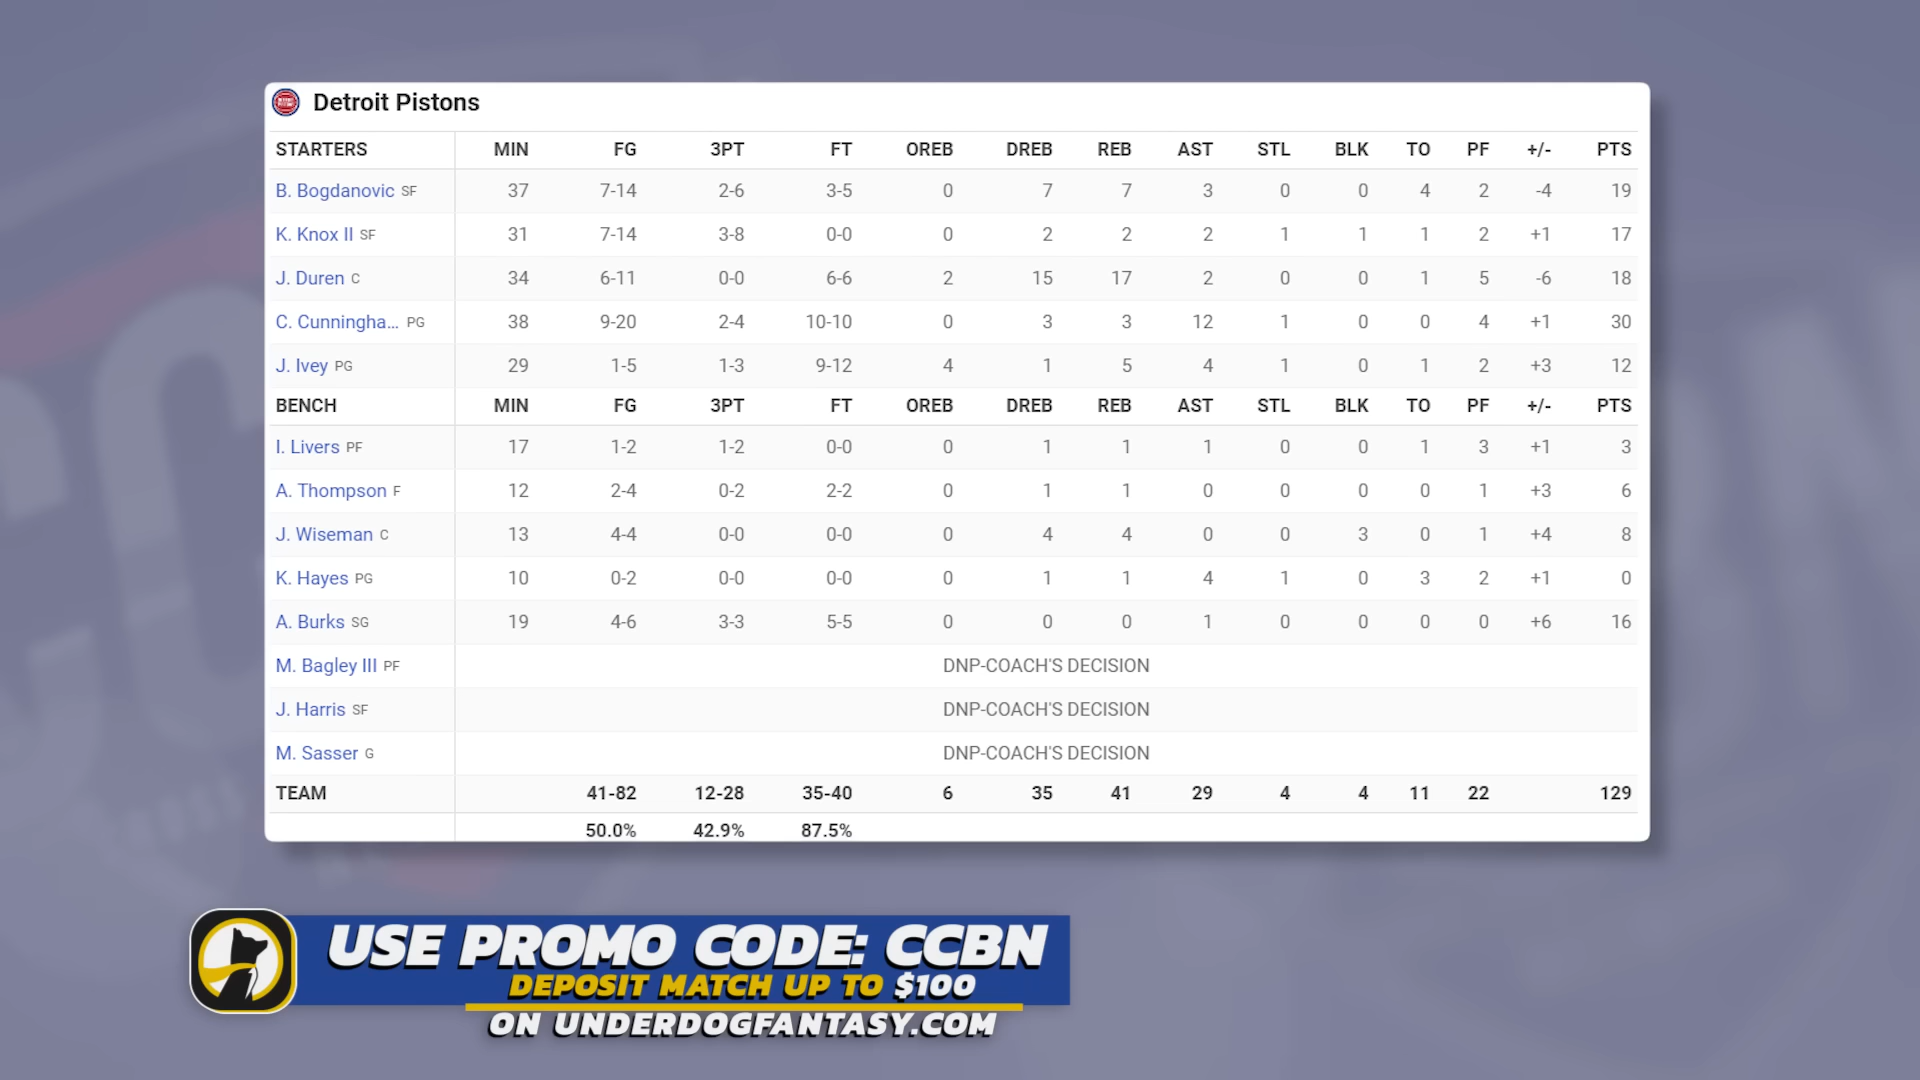 Detroit Pistons
STARTERS MIN FG 3PT FT OREB DREB REB AST STL BLK TO PF +/- PTS
B. Bogdanovic SF 37 7-14 2-6 3-5 0 7 7 3 0 0 4 2 -4 19
K. Knox II SF 31 7-14 3-8 0-0 0 2 2 2 1 1 1 2 +1 17
J. Duren C 34 6-11 0-0 6-6 2 15 17 2 0 0 1 5 -6 18
C. Cunningha... PG 38 9-20 2-4 10-10 0 3 3 12 1 0 0 4 +1 30
J. Ivey PG 29 1-5 1-3 9-12 4 1 5 4 1 0 1 2 +3 12
BENCH MIN FG 3PT FT OREB DREB REB AST STL BLK TO PF +/- PTS
I. Livers PF 17 1-2 1-2 0-0 0 1 1 1 0 0 1 3 +1 3
A. Thompson F 12 2-4 0-2 2-2 0 1 1 0 0 0 0 1 +3 6
J. Wiseman C 13 4-4 0-0 0-0 0 4 4 0 0 3 0 1 +4 8
K. Hayes PG 10 0-2 0-0 0-0 0 1 1 4 1 0 3 2 +1 0
A. Burks SG 19 4-6 3-3 5-5 0 0 0 1 0 0 0 0 +6 16
M. Bagley III PF DNP-COACH'S DECISION
J. Harris SF DNP-COACH'S DECISION
M. Sasser G DNP-COACH'S DECISION
TEAM 41-82 12-28 35-40 6 35 41 29 4 4 11 22 129
50.0% 42.9% 87.5%
USE PROMO CODE: CCBN
DEPOSIT MATCH UP TO $100
ON UNDERDOGFANTASY.COM